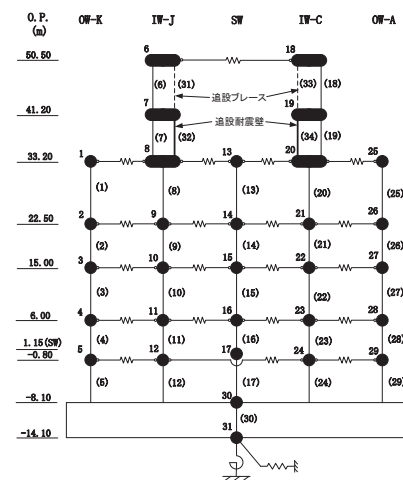 O.P. OW-K IW-J SW IW-C OW-A
(m)
50.50 6 18
(6) (31) (33) (18)
追設ブレース
41.20 7 19
追設耐震壁
(7) (32) (34) (19)
33.20 1 8 13 20 25
(1) (8) (13) (20) (25)
22.50 2 9 14 21 26
(2) (9) (14) (21) (26)
15.00 3 10 15 22 27
(3) (10) (15) (22) (27)
6.00 4 11 16 23 28
1.15(SW) (4) (11) (16) (23) (28)
-0.80 5 12 17 24 29
(5) (12) (17) (24) (29)
-8.10 30
(30)
-14.10 31